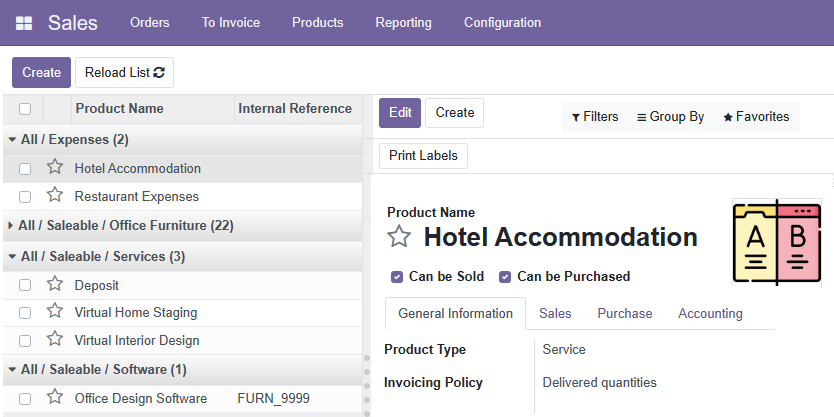 Sales Orders To Invoice Products Reporting Configuration
Create Reload List
Product Name Internal Reference
All / Expenses (2)
Hotel Accommodation
Restaurant Expenses
All / Saleable / Office Furniture (22)
All / Saleable / Services (3)
Deposit
Virtual Home Staging
Virtual Interior Design
All / Saleable / Software (1)
Office Design Software FURN_9999
Edit Create Filters Group By Favorites
Print Labels
Product Name
Hotel Accommodation
A B
Can be Sold Can be Purchased
General Information Sales Purchase Accounting
Product Type Service
Invoicing Policy Delivered quantities